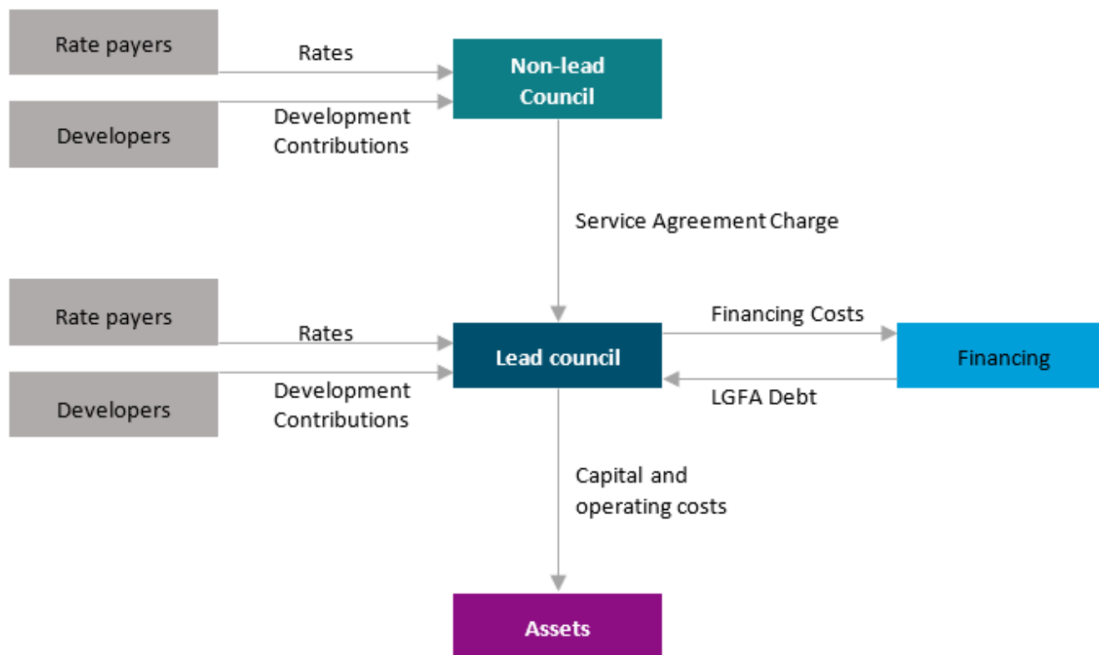 Rate payers
Rates
Non-lead
Council
Developers
Development
Contributions
Service Agreement Charge
Rate payers
Rates
Lead council
Financing Costs
Financing
LGFA Debt
Developers
Development
Contributions
Capital and
operating costs
Assets